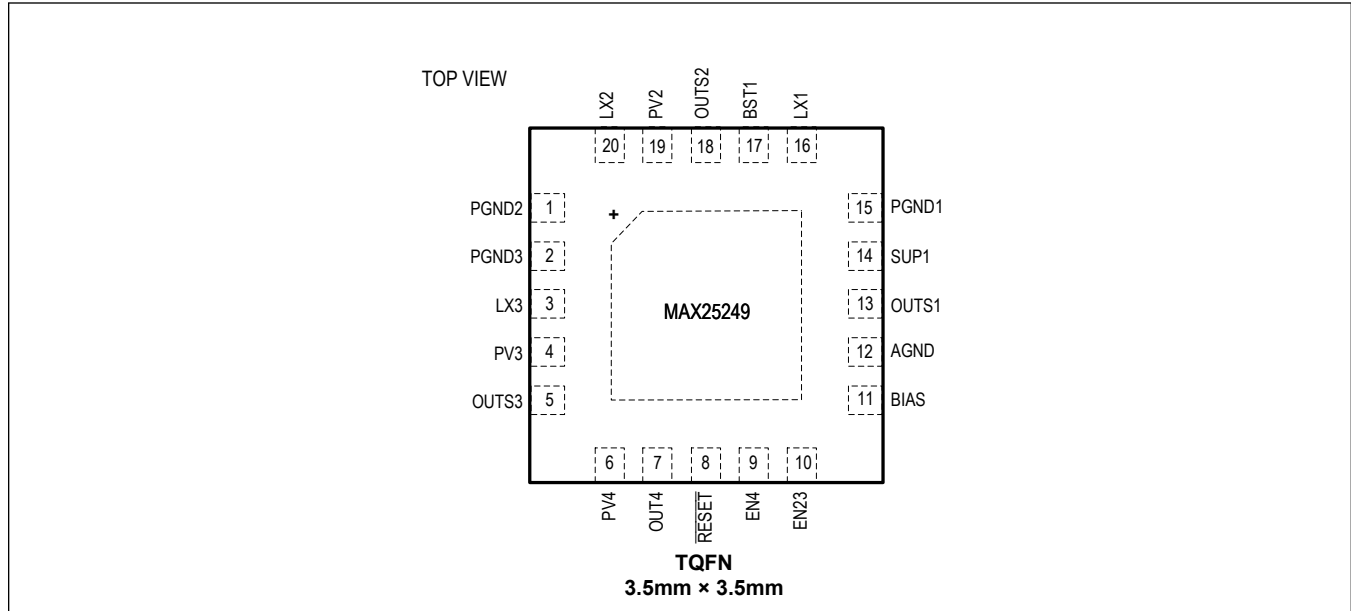 TOP VIEW
LX2
PV2
OUTS2
BST1
LX1
20
19
18
17
16
PGND2 1
15 PGND1
+
PGND3 2
14 SUP1
LX3 3
13 OUTS1
MAX25249
PV3 4
12 AGND
OUTS3 5
11 BIAS
6
7
8
9
10
PV4
OUT4
RESET
EN4
EN23
TQFN
3.5mm × 3.5mm